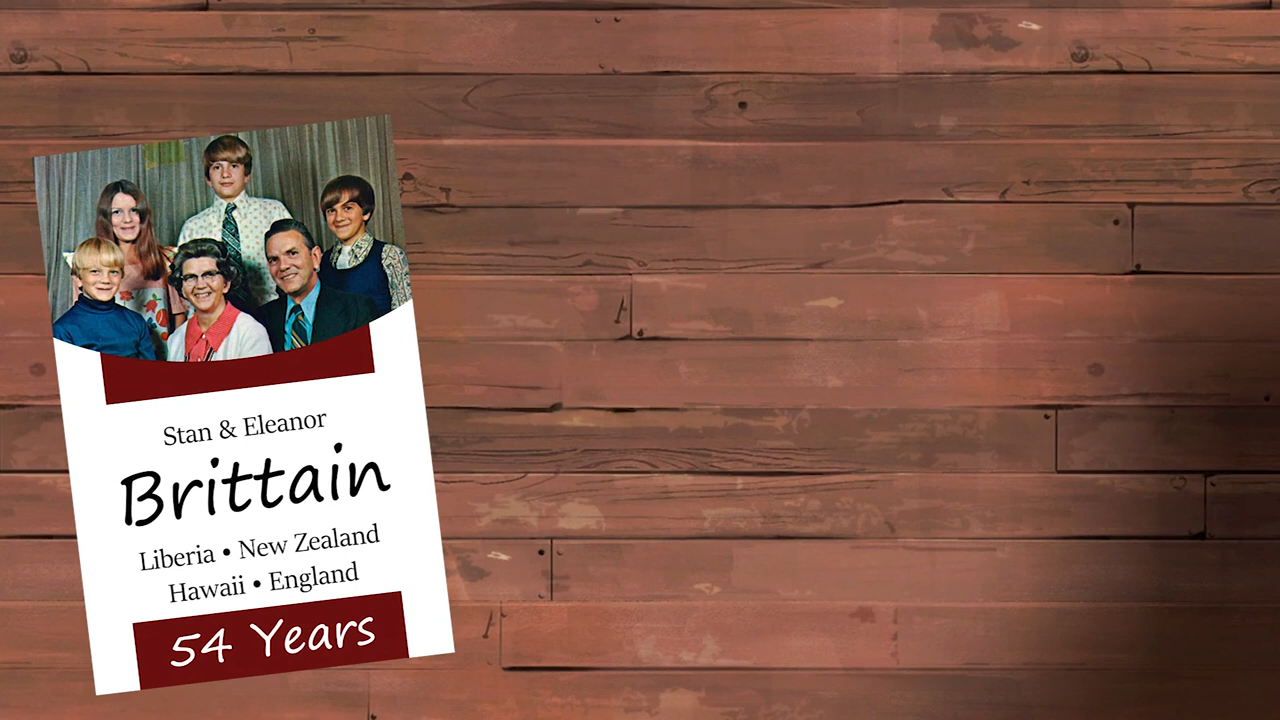 Stan & Eleanor
Brittain
Liberia • New Zealand
Hawaii • England
54 Years